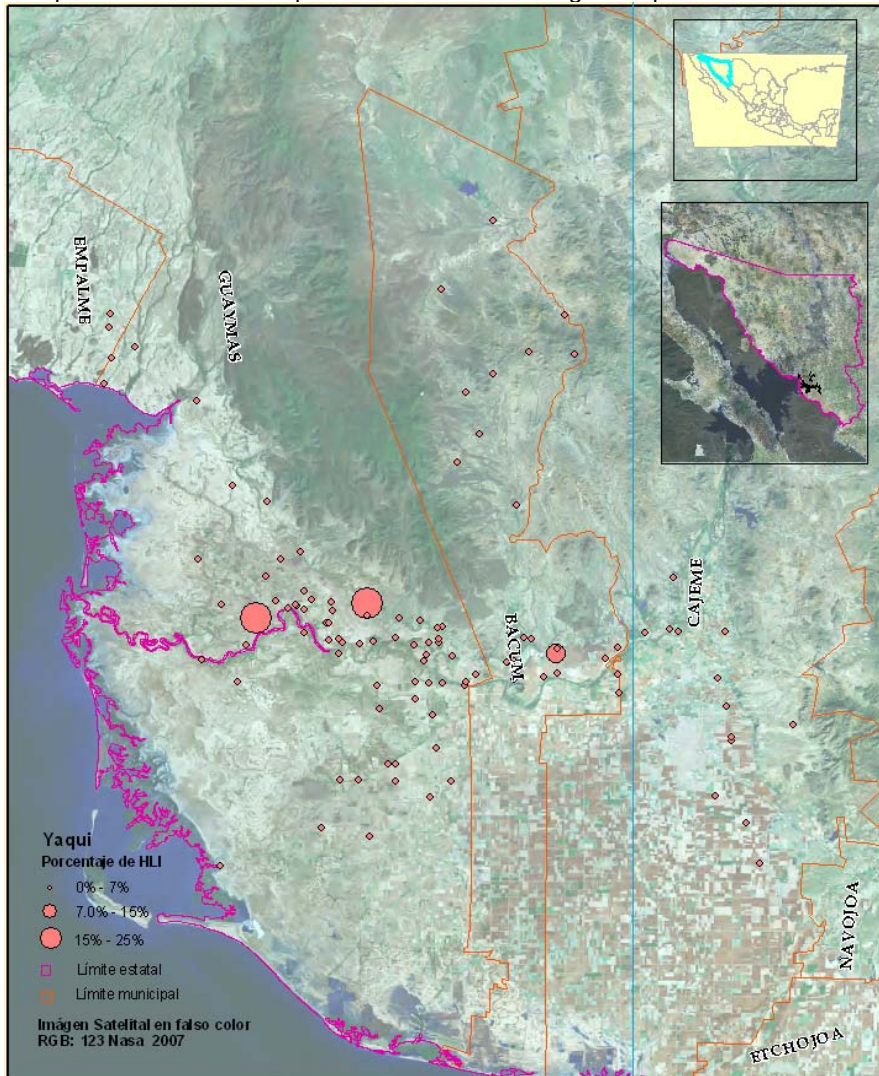 EMPALME
GUAYMAS
BACUM
CAJEME
NAVOJOA
ETCHOJOA
Yaqui
Porcentaje de HLI
0% - 7%
7.0% - 15%
15% - 25%
Límite estatal
Límite municipal
Imágen Satelital en falso color
RGB: 123 Nasa 2007